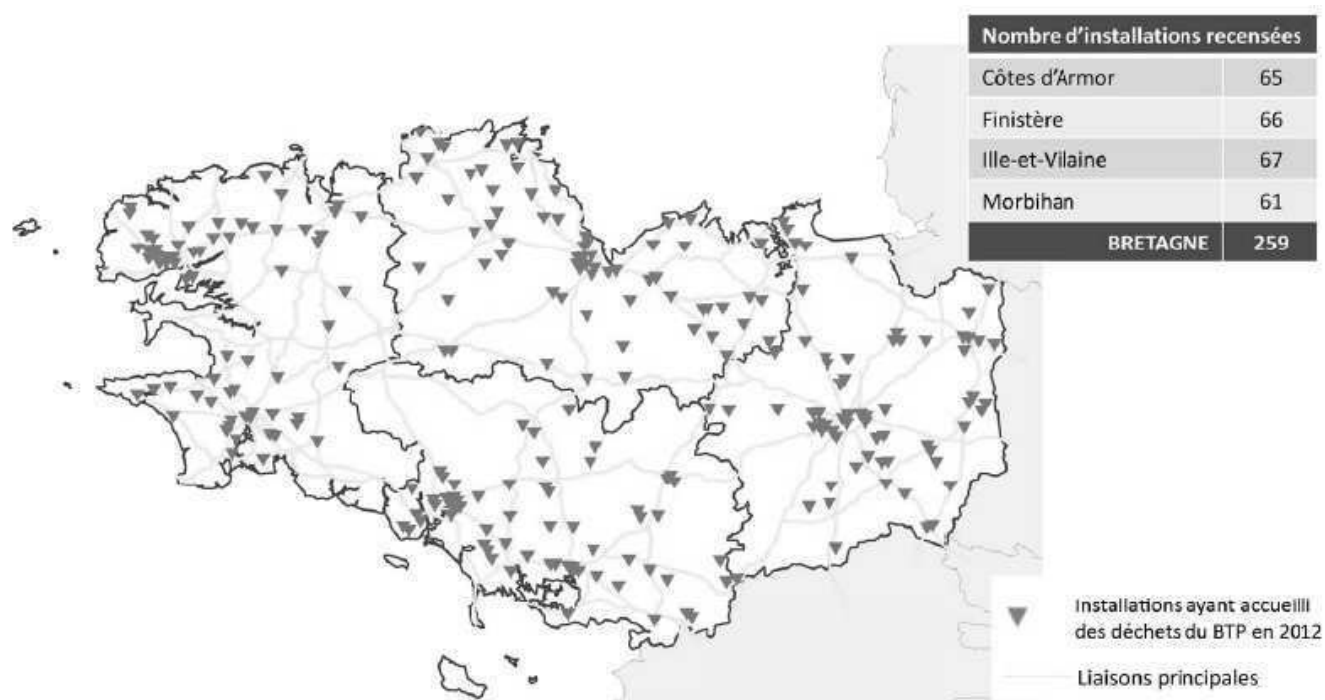 Nombre d'installations recensées
Côtes d'Armor 65
Finistère 66
Ille-et-Vilaine 67
Morbihan 61
BRETAGNE 259
Installations ayant accueilli
des déchets du BTP en 2012
Liaisons principales